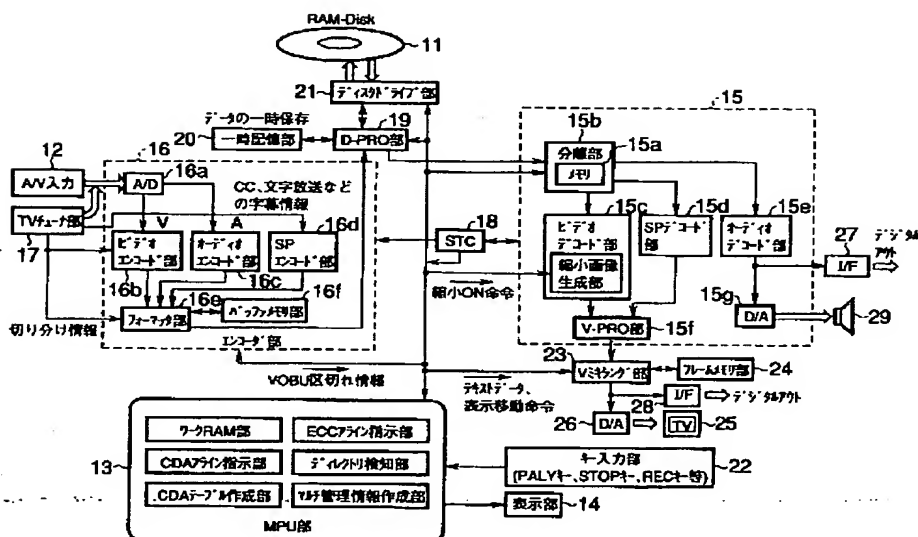 RAM-Disk
11
21
ディスクドライブ部
データの一時保存
20
一時記憶部
19
D-PRO部
12
A/V入力
16
16a
A/D
CC、文字放送など
の字幕情報
TVチューナ部
17
V
A
16d
ビデオ
エンコード部
オーディオ
エンコード部
SP
エンコード部
16b
16c
16e
16f
フォーマッタ部
バッファメモリ部
切り分け情報
エンコーダ部
VOBU区切れ情報
18
STC
縮小ON命令
15
15b
分離部
15a
メモリ
15c
ビデオ
デコード部
縮小画像
生成部
15d
SPデコード部
15e
オーディオ
デコード部
27
I/F
デジタル
アウト
15g
D/A
29
V-PRO部
15f
23
Vミキシング部
24
フレームメモリ部
テキストデータ、
表示移動命令
28
I/F
デジタルアウト
26
D/A
TV
25
13
ワークRAM部
ECCアライン指示部
CDAアライン指示部
ディレクトリ検知部
CDAテーブル作成部
マルチ管理情報作成部
MPU部
キー入力部
(PALYキー、STOPキー、RECキー等)
22
表示部
14